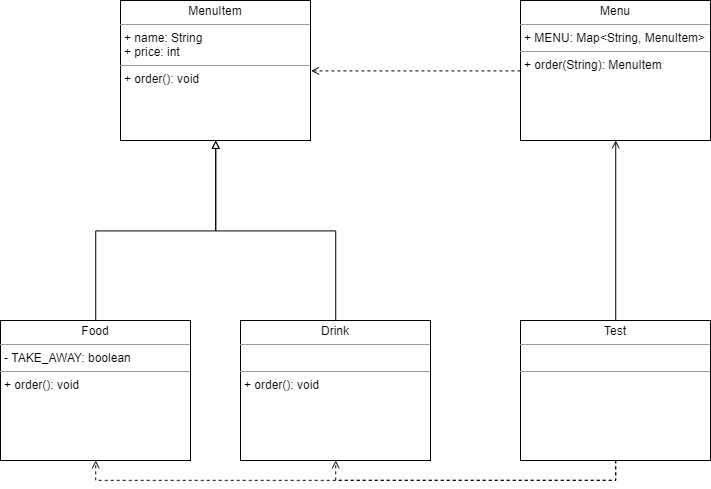 MenuItem
+ name: String
+ price: int
+ order(): void
Menu
+ MENU: Map<String, MenuItem>
+ order(String): MenuItem
Food
- TAKE_AWAY: boolean
+ order(): void
Drink
+ order(): void
Test